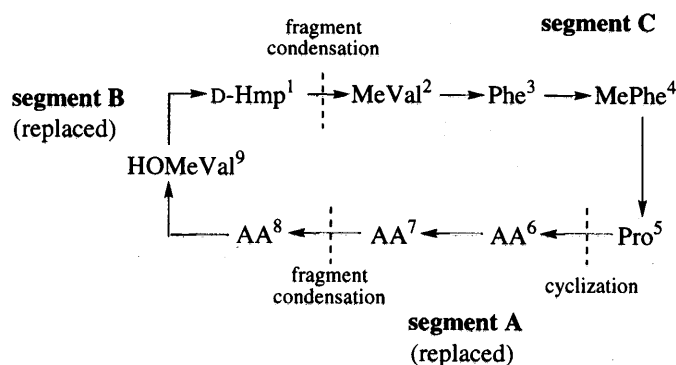 fragment
condensation
segment C
segment B
(replaced)
D-Hmp¹ MeVal² Phe³ MePhe⁴
HOMeVal⁹
AA⁸ AA⁷ AA⁶ Pro⁵
fragment
condensation
cyclization
segment A
(replaced)